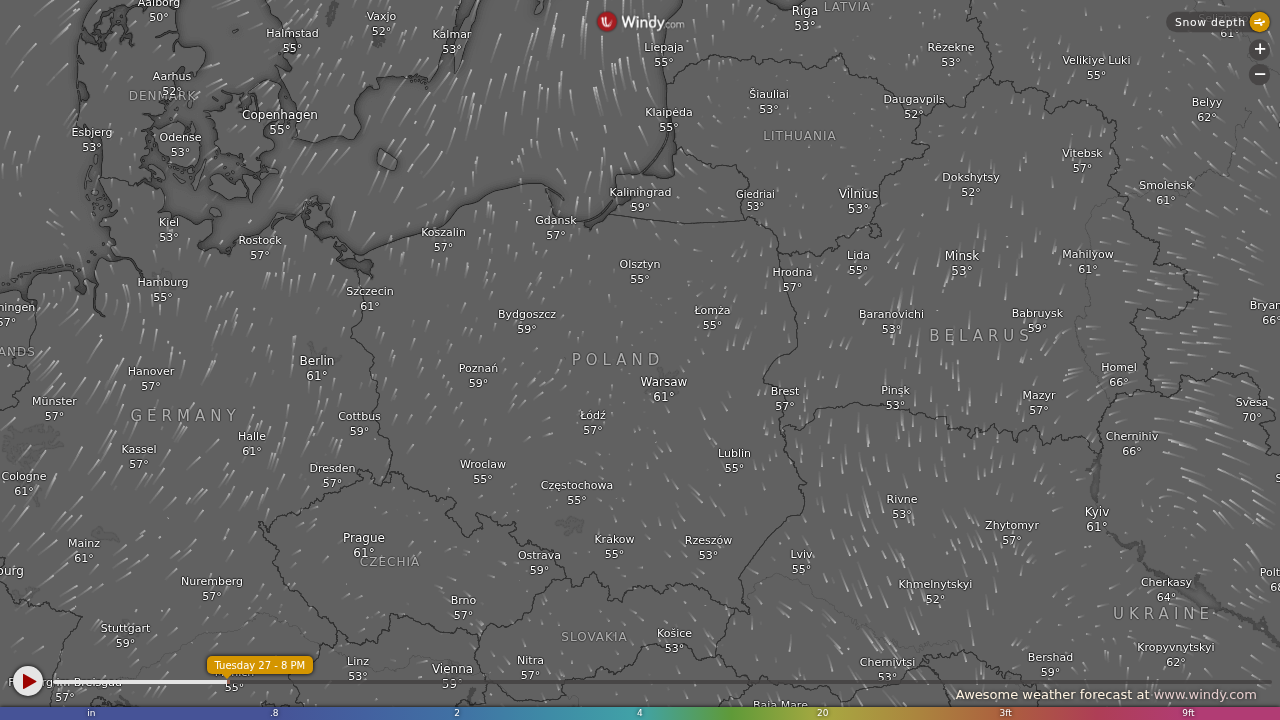 Aalborg
50°
Halmstad
55°
Vaxjo
52°
Kalmar
53°
Windy.com
Liepaja
55°
Riga
53°
LATVIA
Rēzekne
53°
Snow depth
61°
+
−
Velikiye Luki
55°
Aarhus
52°
DENMARK
Copenhagen
55°
Esbjerg
53°
Odense
53°
Klaipėda
55°
Šiauliai
53°
LITHUANIA
Daugavpils
52°
Belyy
62°
Vitebsk
57°
Dokshytsy
52°
Smolensk
61°
Kaliningrad
59°
Giedriai
53°
Vilnius
53°
Kiel
53°
Rostock
57°
Koszalin
57°
Gdansk
57°
Olsztyn
55°
Hrodna
57°
Lida
55°
Minsk
53°
Mahilyow
61°
Hamburg
55°
Szczecin
61°
Bydgoszcz
59°
Łomża
55°
Baranovichi
53°
Babruysk
59°
BELARUS
66°
57°
ANDS
Hanover
57°
Berlin
61°
Poznań
59°
POLAND
Warsaw
61°
Brest
57°
Pinsk
53°
Mazyr
57°
Homel
66°
Svesa
70°
Münster
57°
GERMANY
Cottbus
59°
Łódź
57°
Kassel
57°
Halle
61°
Dresden
57°
Wroclaw
55°
Lublin
55°
Chernihiv
66°
Cologne
61°
Częstochowa
55°
Rivne
53°
Zhytomyr
57°
Kyiv
61°
Mainz
61°
Prague
61°
CZECHIA
Ostrava
59°
Krakow
55°
Rzeszów
53°
Lviv
55°
Nuremberg
57°
Brno
57°
Khmelnytskyi
52°
Cherkasy
64°
UKRAINE
Stuttgart
59°
SLOVAKIA
Košice
53°
Kropyvnytskyi
62°
Tuesday 27 - 8 PM
55°
57°
Linz
53°
Vienna
59°
Nitra
57°
Chernivtsi
53°
Bershad
59°
Baia Mare
Awesome weather forecast at www.windy.com
in .8 2 4 20 3ft 9ft